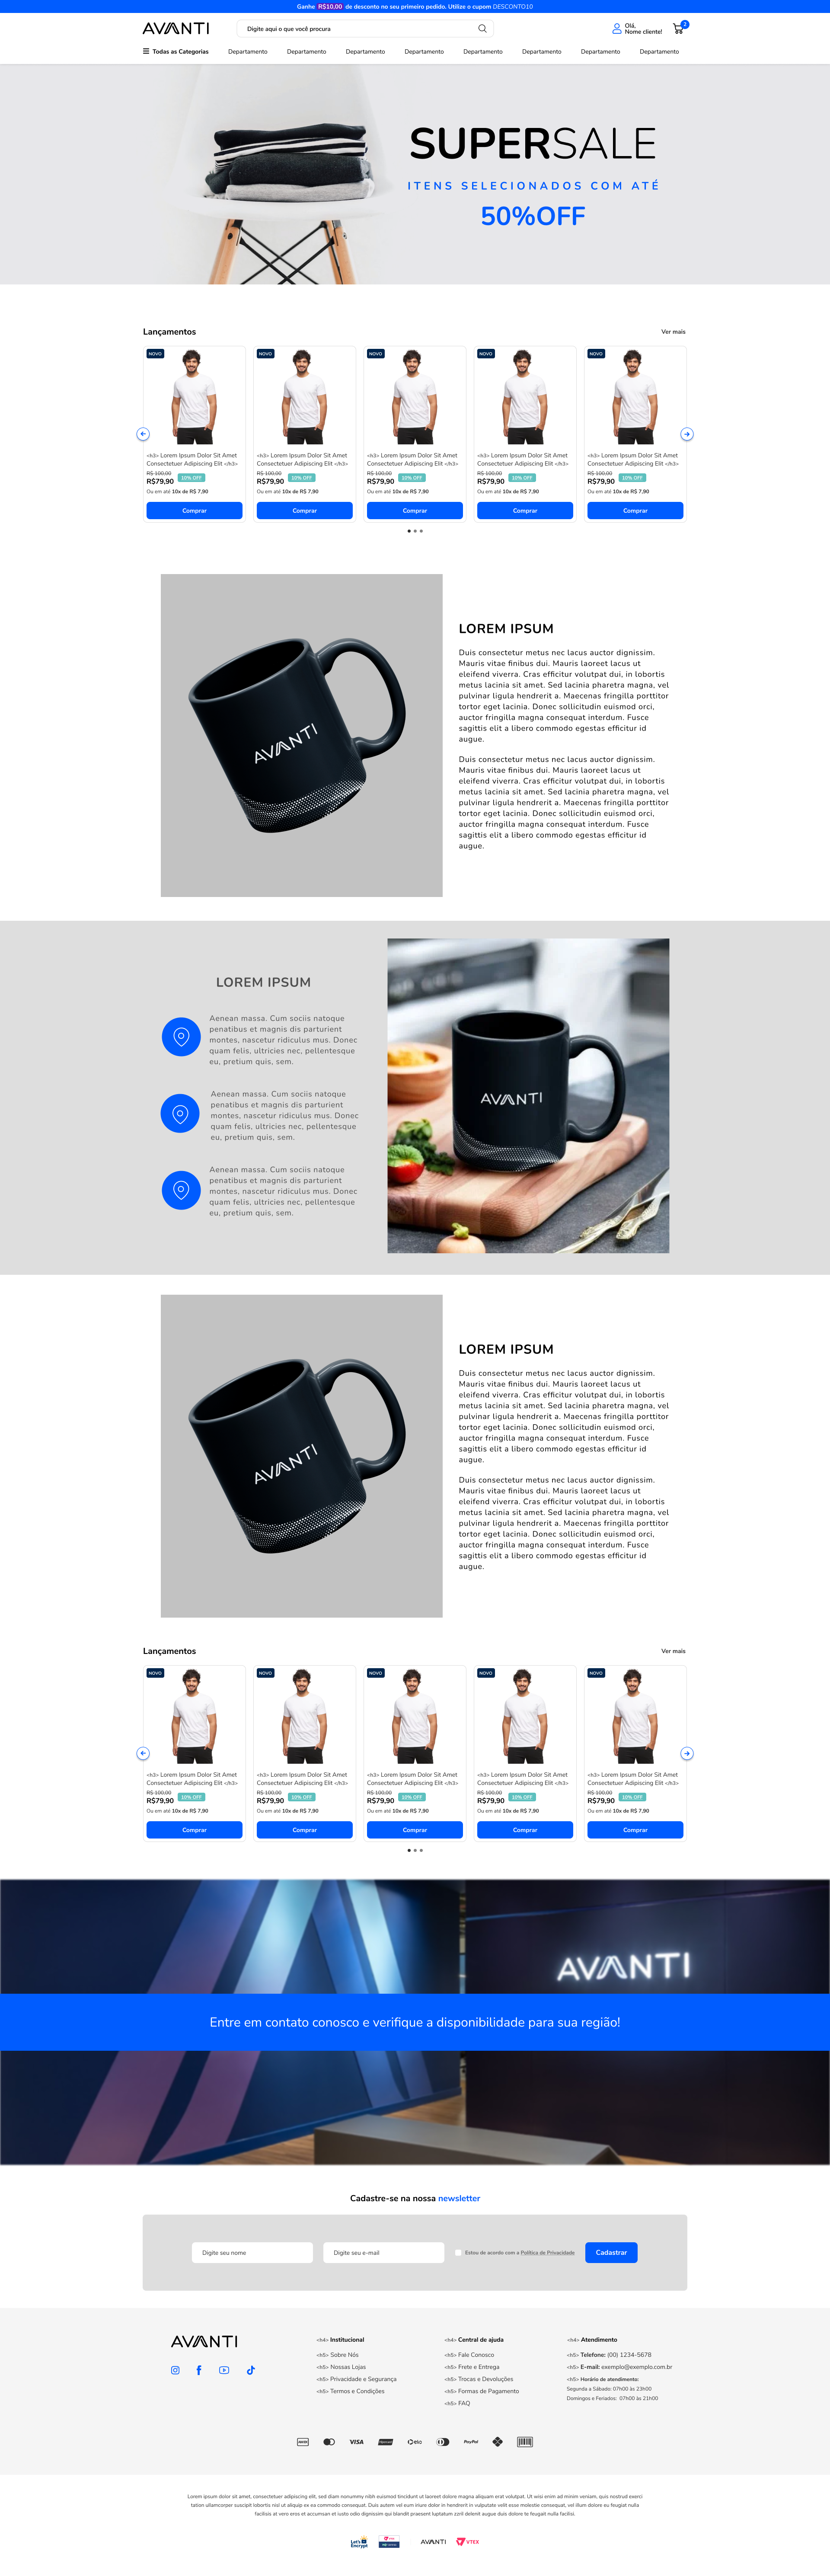 Ganhe R$10,00 de desconto no seu primeiro pedido. Utilize o cupom DESCONTO10
AVANTI
Digite aqui o que você procura
Olá,
Nome cliente!
2
Todas as Categorias Departamento Departamento Departamento Departamento Departamento Departamento Departamento Departamento
SUPERSALE
ITENS SELECIONADOS COM ATÉ
50%OFF
Lançamentos Ver mais
NOVO NOVO NOVO NOVO NOVO
<h3> Lorem Ipsum Dolor Sit Amet <h3> Lorem Ipsum Dolor Sit Amet <h3> Lorem Ipsum Dolor Sit Amet <h3> Lorem Ipsum Dolor Sit Amet <h3> Lorem Ipsum Dolor Sit Amet
Consectetuer Adipiscing Elit </h3> Consectetuer Adipiscing Elit </h3> Consectetuer Adipiscing Elit </h3> Consectetuer Adipiscing Elit </h3> Consectetuer Adipiscing Elit </h3>
R$ 100,00 R$ 100,00 R$ 100,00 R$ 100,00 R$ 100,00
R$79,90 10% OFF R$79,90 10% OFF R$79,90 10% OFF R$79,90 10% OFF R$79,90 10% OFF
Ou em até 10x de R$ 7,90 Ou em até 10x de R$ 7,90 Ou em até 10x de R$ 7,90 Ou em até 10x de R$ 7,90 Ou em até 10x de R$ 7,90
Comprar Comprar Comprar Comprar Comprar
AVANTI
LOREM IPSUM
Duis consectetur metus nec lacus auctor dignissim.
Mauris vitae finibus dui. Mauris laoreet lacus ut
eleifend viverra. Cras efficitur volutpat dui, in lobortis
metus lacinia sit amet. Sed lacinia pharetra magna, vel
pulvinar ligula hendrerit a. Maecenas fringilla porttitor
tortor eget lacinia. Donec sollicitudin euismod orci,
auctor fringilla magna consequat interdum. Fusce
sagittis elit a libero commodo egestas efficitur id
augue.
Duis consectetur metus nec lacus auctor dignissim.
Mauris vitae finibus dui. Mauris laoreet lacus ut
eleifend viverra. Cras efficitur volutpat dui, in lobortis
metus lacinia sit amet. Sed lacinia pharetra magna, vel
pulvinar ligula hendrerit a. Maecenas fringilla porttitor
tortor eget lacinia. Donec sollicitudin euismod orci,
auctor fringilla magna consequat interdum. Fusce
sagittis elit a libero commodo egestas efficitur id
augue.
LOREM IPSUM
Aenean massa. Cum sociis natoque
penatibus et magnis dis parturient
montes, nascetur ridiculus mus. Donec
quam felis, ultricies nec, pellentesque
eu, pretium quis, sem.
Aenean massa. Cum sociis natoque
penatibus et magnis dis parturient
montes, nascetur ridiculus mus. Donec
quam felis, ultricies nec, pellentesque
eu, pretium quis, sem.
Aenean massa. Cum sociis natoque
penatibus et magnis dis parturient
montes, nascetur ridiculus mus. Donec
quam felis, ultricies nec, pellentesque
eu, pretium quis, sem.
AVANTI
AVANTI
LOREM IPSUM
Duis consectetur metus nec lacus auctor dignissim.
Mauris vitae finibus dui. Mauris laoreet lacus ut
eleifend viverra. Cras efficitur volutpat dui, in lobortis
metus lacinia sit amet. Sed lacinia pharetra magna, vel
pulvinar ligula hendrerit a. Maecenas fringilla porttitor
tortor eget lacinia. Donec sollicitudin euismod orci,
auctor fringilla magna consequat interdum. Fusce
sagittis elit a libero commodo egestas efficitur id
augue.
Duis consectetur metus nec lacus auctor dignissim.
Mauris vitae finibus dui. Mauris laoreet lacus ut
eleifend viverra. Cras efficitur volutpat dui, in lobortis
metus lacinia sit amet. Sed lacinia pharetra magna, vel
pulvinar ligula hendrerit a. Maecenas fringilla porttitor
tortor eget lacinia. Donec sollicitudin euismod orci,
auctor fringilla magna consequat interdum. Fusce
sagittis elit a libero commodo egestas efficitur id
augue.
Lançamentos Ver mais
NOVO NOVO NOVO NOVO NOVO
<h3> Lorem Ipsum Dolor Sit Amet <h3> Lorem Ipsum Dolor Sit Amet <h3> Lorem Ipsum Dolor Sit Amet <h3> Lorem Ipsum Dolor Sit Amet <h3> Lorem Ipsum Dolor Sit Amet
Consectetuer Adipiscing Elit </h3> Consectetuer Adipiscing Elit </h3> Consectetuer Adipiscing Elit </h3> Consectetuer Adipiscing Elit </h3> Consectetuer Adipiscing Elit </h3>
R$ 100,00 R$ 100,00 R$ 100,00 R$ 100,00 R$ 100,00
R$79,90 10% OFF R$79,90 10% OFF R$79,90 10% OFF R$79,90 10% OFF R$79,90 10% OFF
Ou em até 10x de R$ 7,90 Ou em até 10x de R$ 7,90 Ou em até 10x de R$ 7,90 Ou em até 10x de R$ 7,90 Ou em até 10x de R$ 7,90
Comprar Comprar Comprar Comprar Comprar
AVANTI
Entre em contato conosco e verifique a disponibilidade para sua região!
Cadastre-se na nossa newsletter
Digite seu nome Digite seu e-mail Estou de acordo com a Política de Privacidade Cadastrar
AVANTI
<h4> Institucional
<h5> Sobre Nós
<h5> Nossas Lojas
<h5> Privacidade e Segurança
<h5> Termos e Condições
<h4> Central de ajuda
<h5> Fale Conosco
<h5> Frete e Entrega
<h5> Trocas e Devoluções
<h5> Formas de Pagamento
<h5> FAQ
<h4> Atendimento
<h5> Telefone: (00) 1234-5678
<h5> E-mail: exemplo@exemplo.com.br
<h5> Horário de atendimento:
Segunda a Sábado: 07h00 às 23h00
Domingos e Feriados: 07h00 às 21h00
VISA elo PayPal
Lorem ipsum dolor sit amet, consectetuer adipiscing elit, sed diam nonummy nibh euismod tincidunt ut laoreet dolore magna aliquam erat volutpat. Ut wisi enim ad minim veniam, quis nostrud exerci
tation ullamcorper suscipit lobortis nisl ut aliquip ex ea commodo consequat. Duis autem vel eum iriure dolor in hendrerit in vulputate velit esse molestie consequat, vel illum dolore eu feugiat nulla
facilisis at vero eros et accumsan et iusto odio dignissim qui blandit praesent luptatum zzril delenit augue duis dolore te feugait nulla facilisi.
Let's
Encrypt
AVANTI VTEX